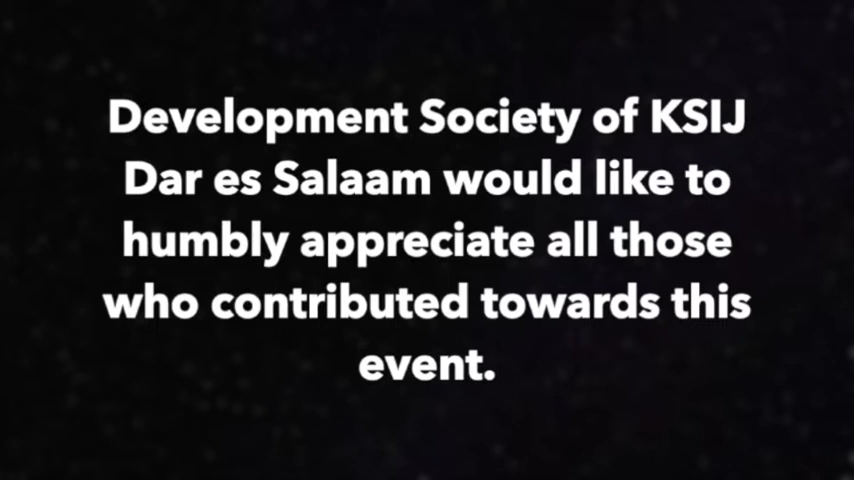 Development Society of KSIJ
Dar es Salaam would like to
humbly appreciate all those
who contributed towards this
event.